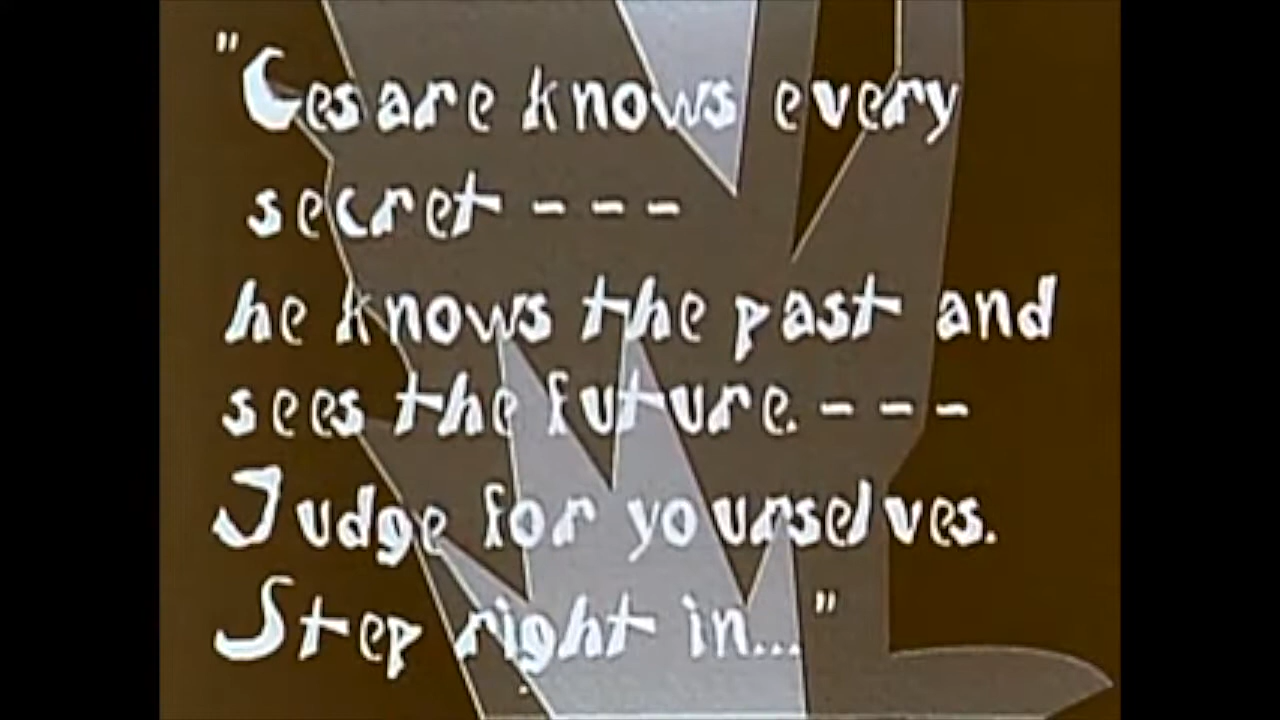 "Cesare knows every
secret ---
he knows the past and
sees the future. ---
Judge for yourselves.
Step right in..."